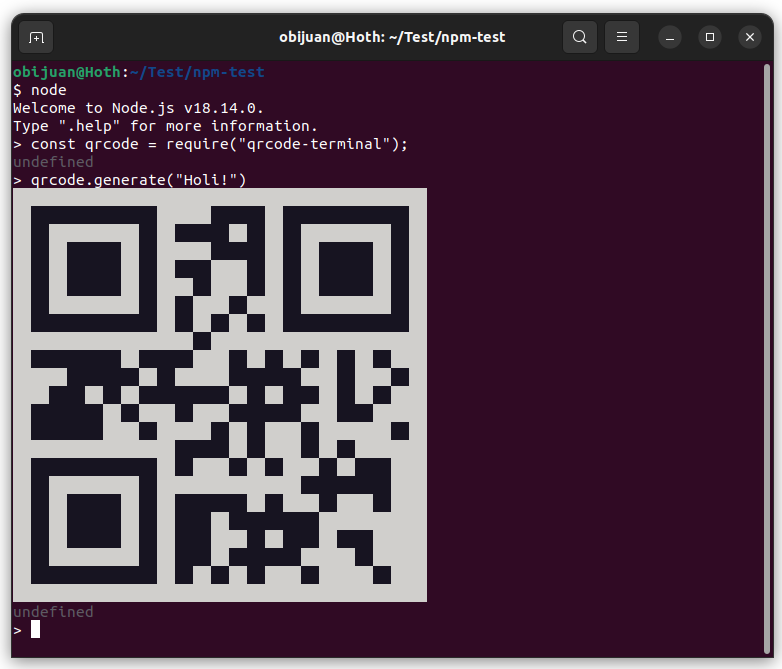 obijuan@Hoth: ~/Test/npm-test
obijuan@Hoth:~/Test/npm-test
$ node
Welcome to Node.js v18.14.0.
Type ".help" for more information.
> const qrcode = require("qrcode-terminal");
undefined
> qrcode.generate("Holi!")
undefined
>